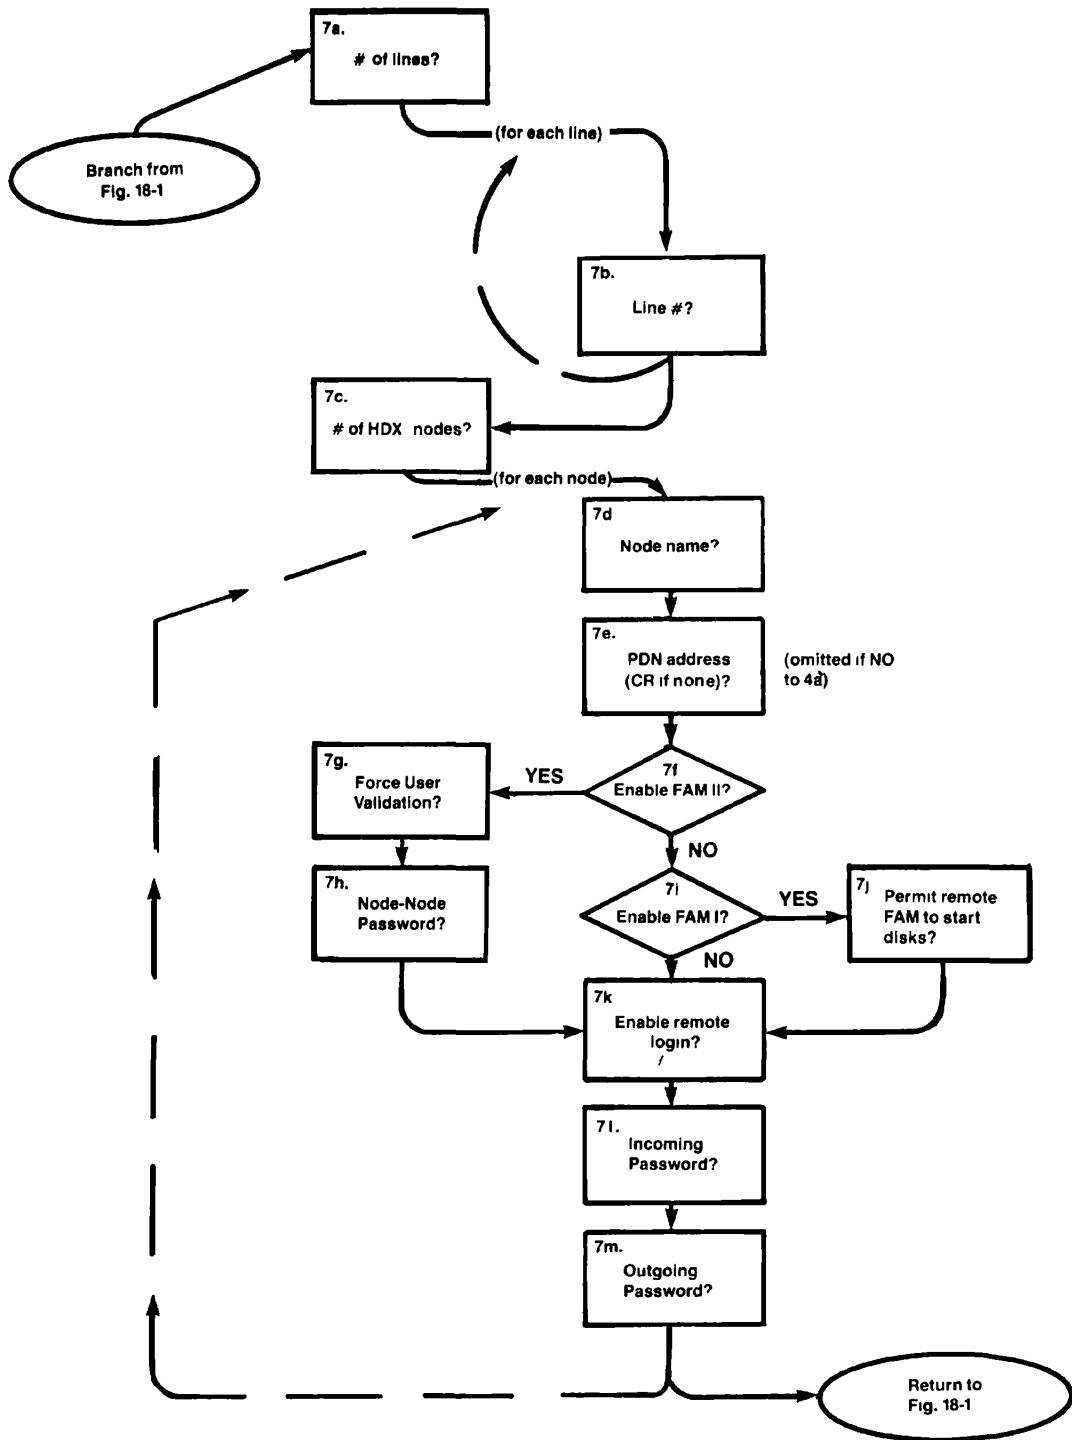 7a.
# of lines?
Branch from
Fig. 18-1
(for each line)
7b.
Line #?
7c.
# of HDX nodes?
(for each node)
7d
Node name?
7e.
PDN address
(CR if none)?
(omitted if NO
to 4a)
7f
Enable FAM II?
YES
NO
7g.
Force User
Validation?
7h.
Node-Node
Password?
7i
Enable FAM I?
YES
NO
7j
Permit remote
FAM to start
disks?
7k
Enable remote
login?
7l.
Incoming
Password?
7m.
Outgoing
Password?
Return to
Fig. 18-1